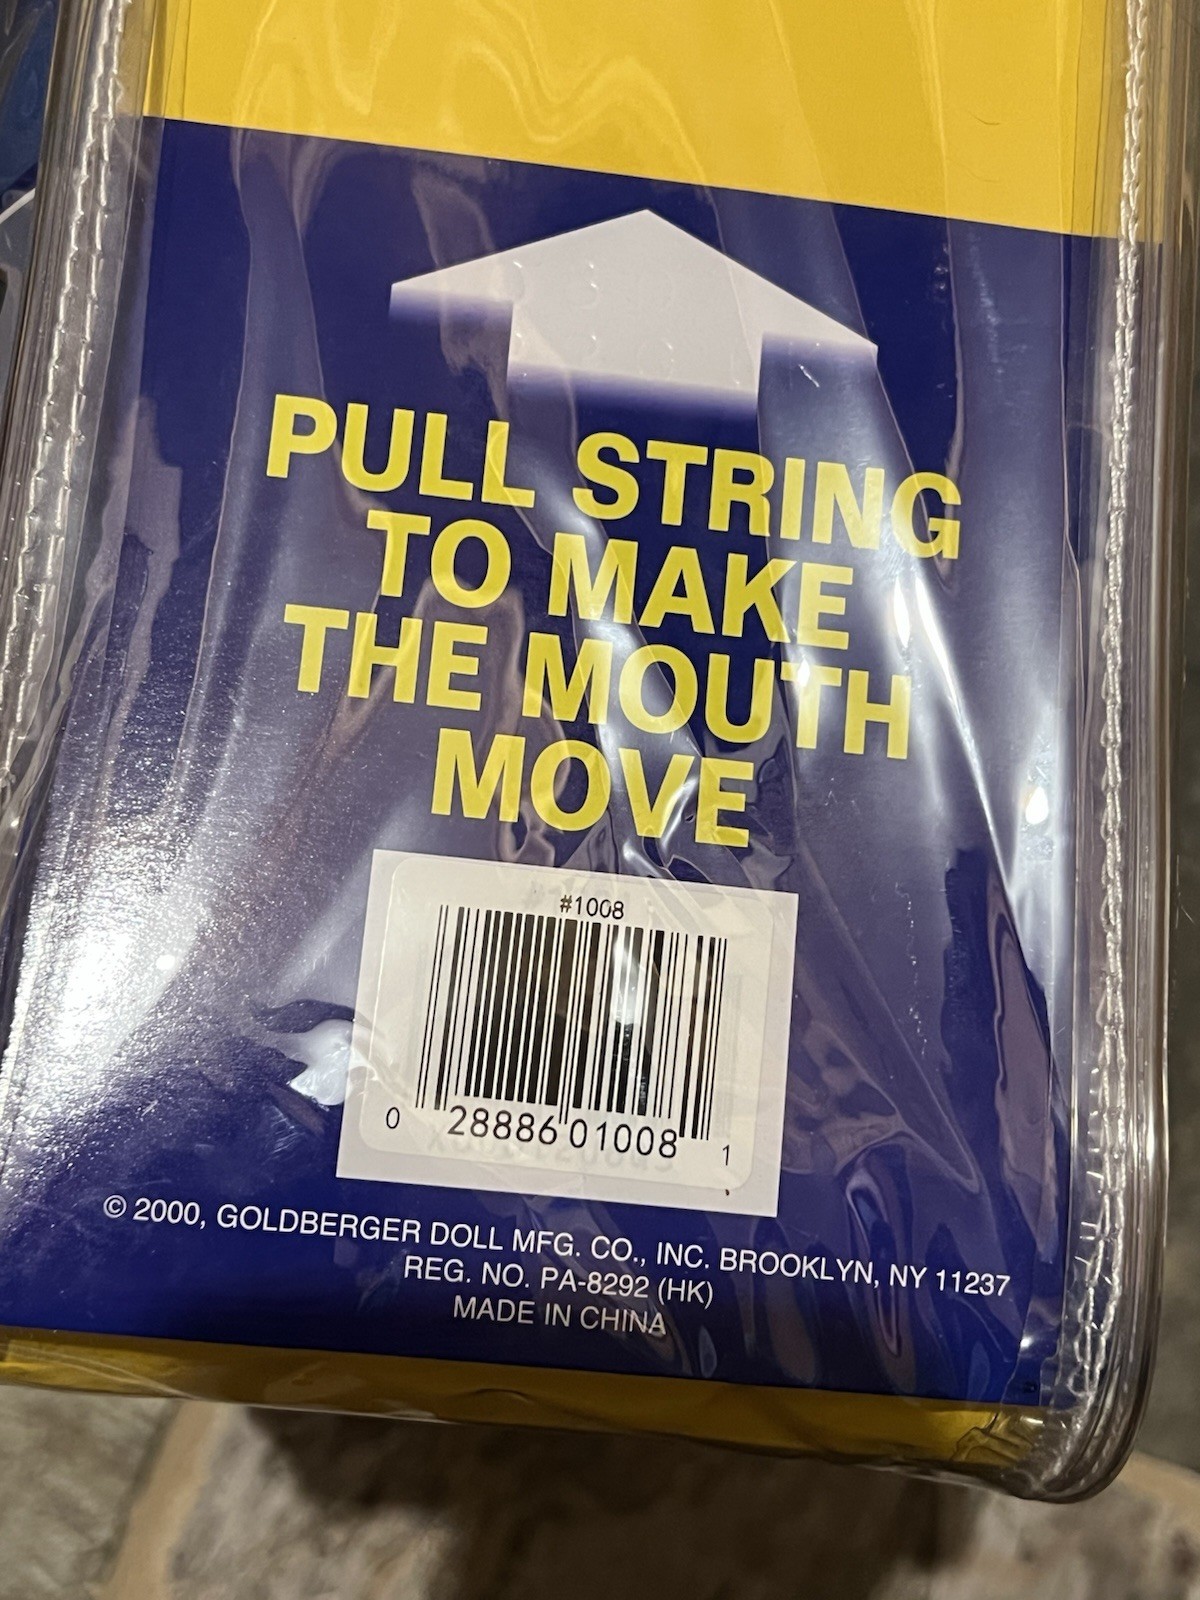 PULL STRING
TO MAKE
THE MOUTH
MOVE
#1008
0 28886 01008 1
© 2000, GOLDBERGER DOLL MFG. CO., INC. BROOKLYN, NY 11237
REG. NO. PA-8292 (HK)
MADE IN CHINA